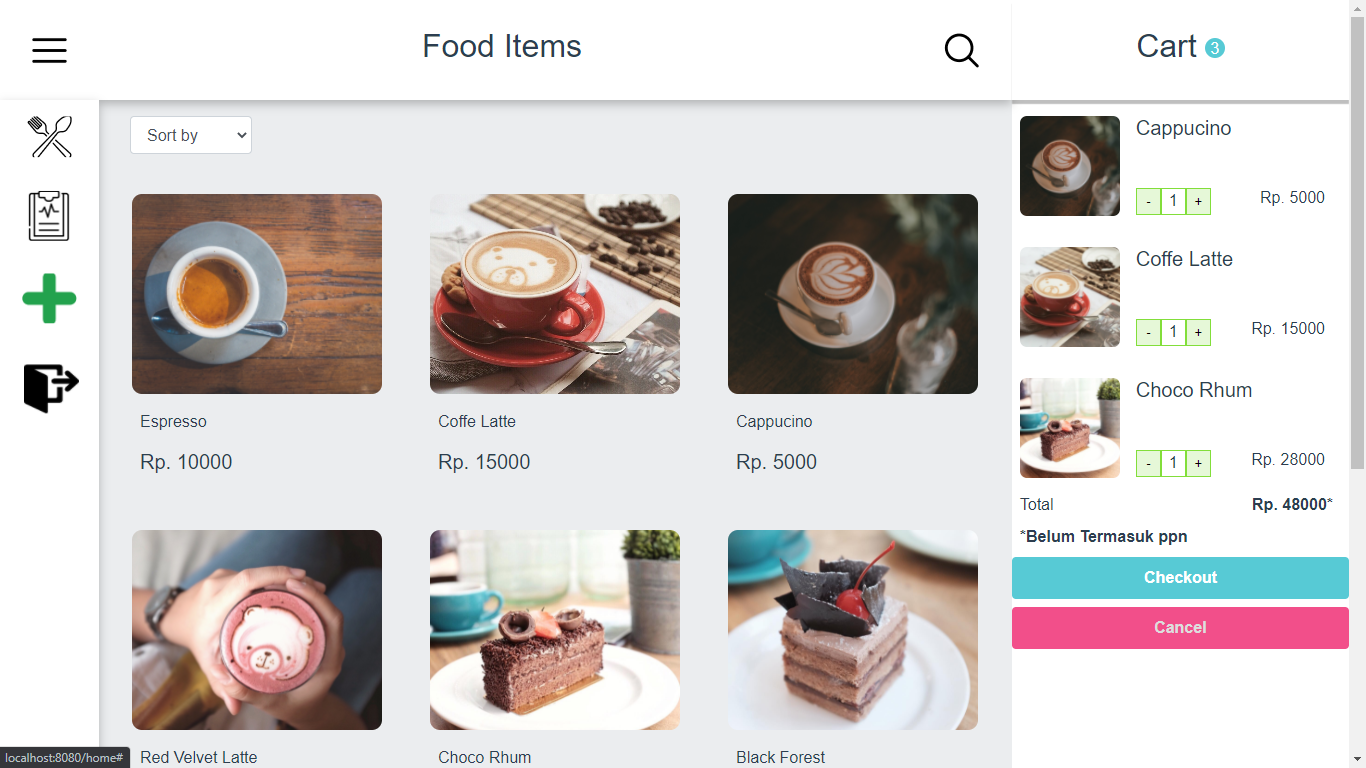 Food Items
Cart 3
Sort by
Espresso
Rp. 10000
Coffe Latte
Rp. 15000
Cappucino
Rp. 5000
Red Velvet Latte
Choco Rhum
Black Forest
Cappucino
- 1 +
Rp. 5000
Coffe Latte
- 1 +
Rp. 15000
Choco Rhum
- 1 +
Rp. 28000
Total
Rp. 48000*
*Belum Termasuk ppn
Checkout
Cancel
localhost:8080/home#